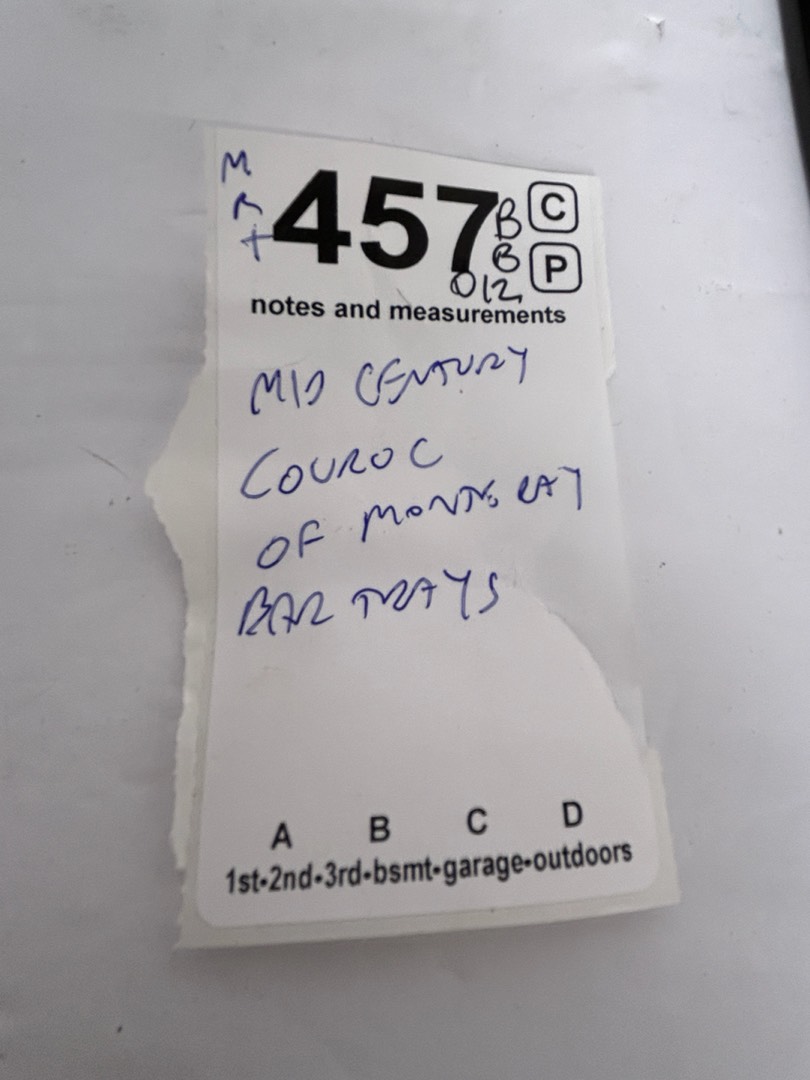 M
R
+
457
B
B
012
C
P
notes and measurements
MID CENTURY
COUROC
OF MONTEREY
BAR TRAYS
A B C D
1st-2nd-3rd-bsmt-garage-outdoors